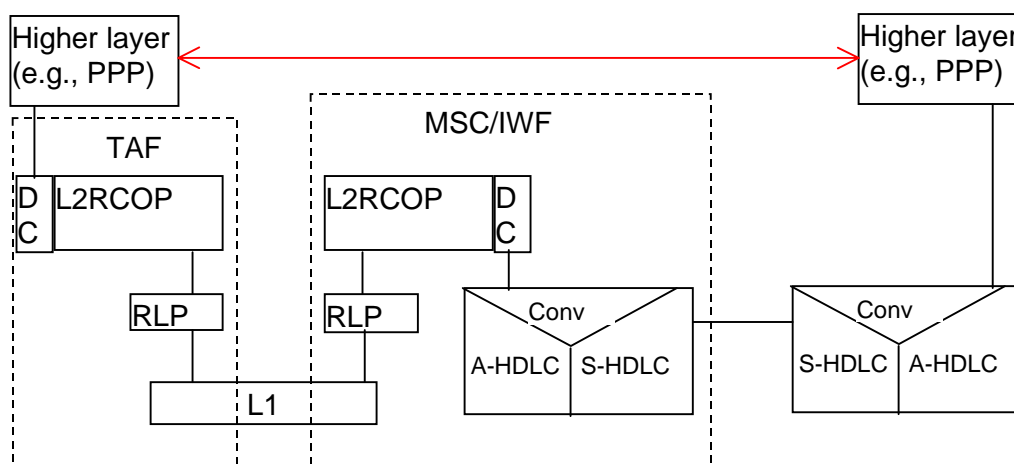 Higher layer
(e.g., PPP)
Higher layer
(e.g., PPP)
MSC/IWF
TAF
D
C
L2RCOP
L2RCOP
D
C
RLP
RLP
Conv
Conv
A-HDLC
S-HDLC
S-HDLC
A-HDLC
L1